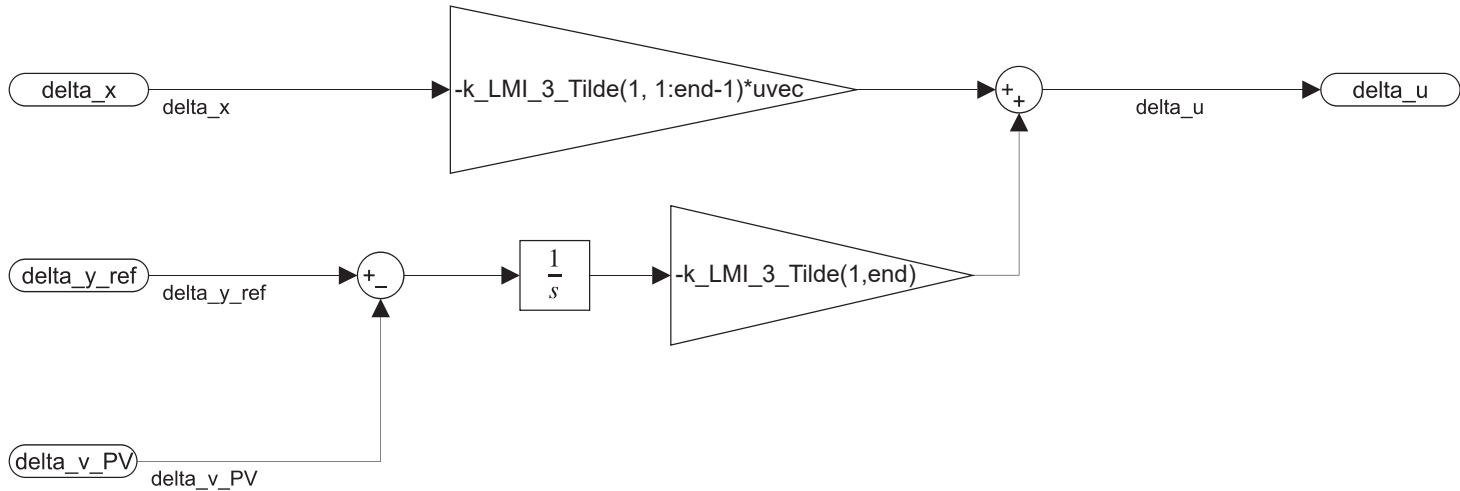 delta_x
delta_x
-k_LMI_3_Tilde(1, 1:end-1)*uvec
+
+
delta_u
delta_u
delta_y_ref
delta_y_ref
+
−
1
s
-k_LMI_3_Tilde(1,end)
delta_v_PV
delta_v_PV